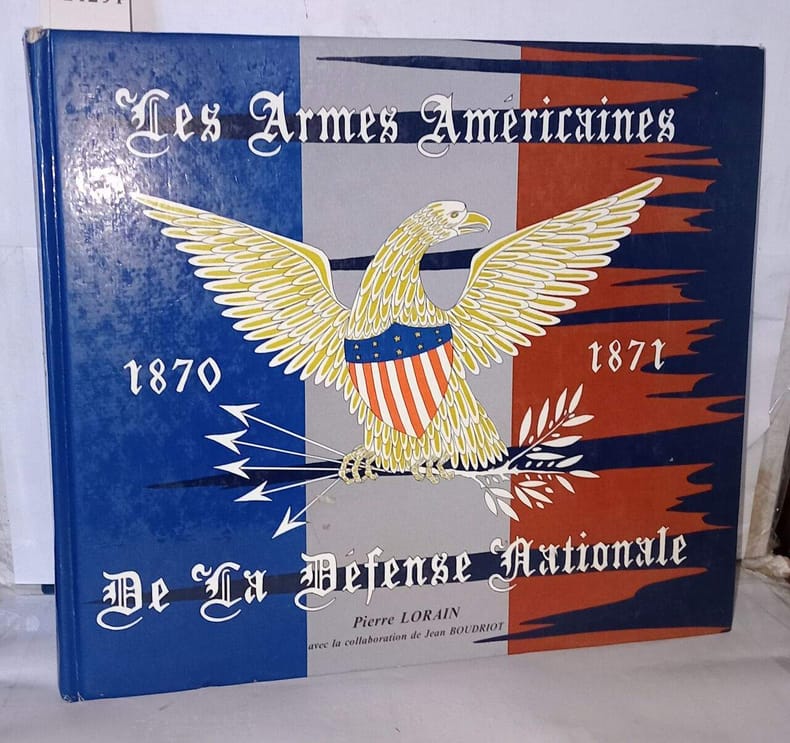 Les Armes Américaines
1870
1871
De La Défense Nationale
Pierre LORAIN
avec la collaboration de Jean BOUDRIOT